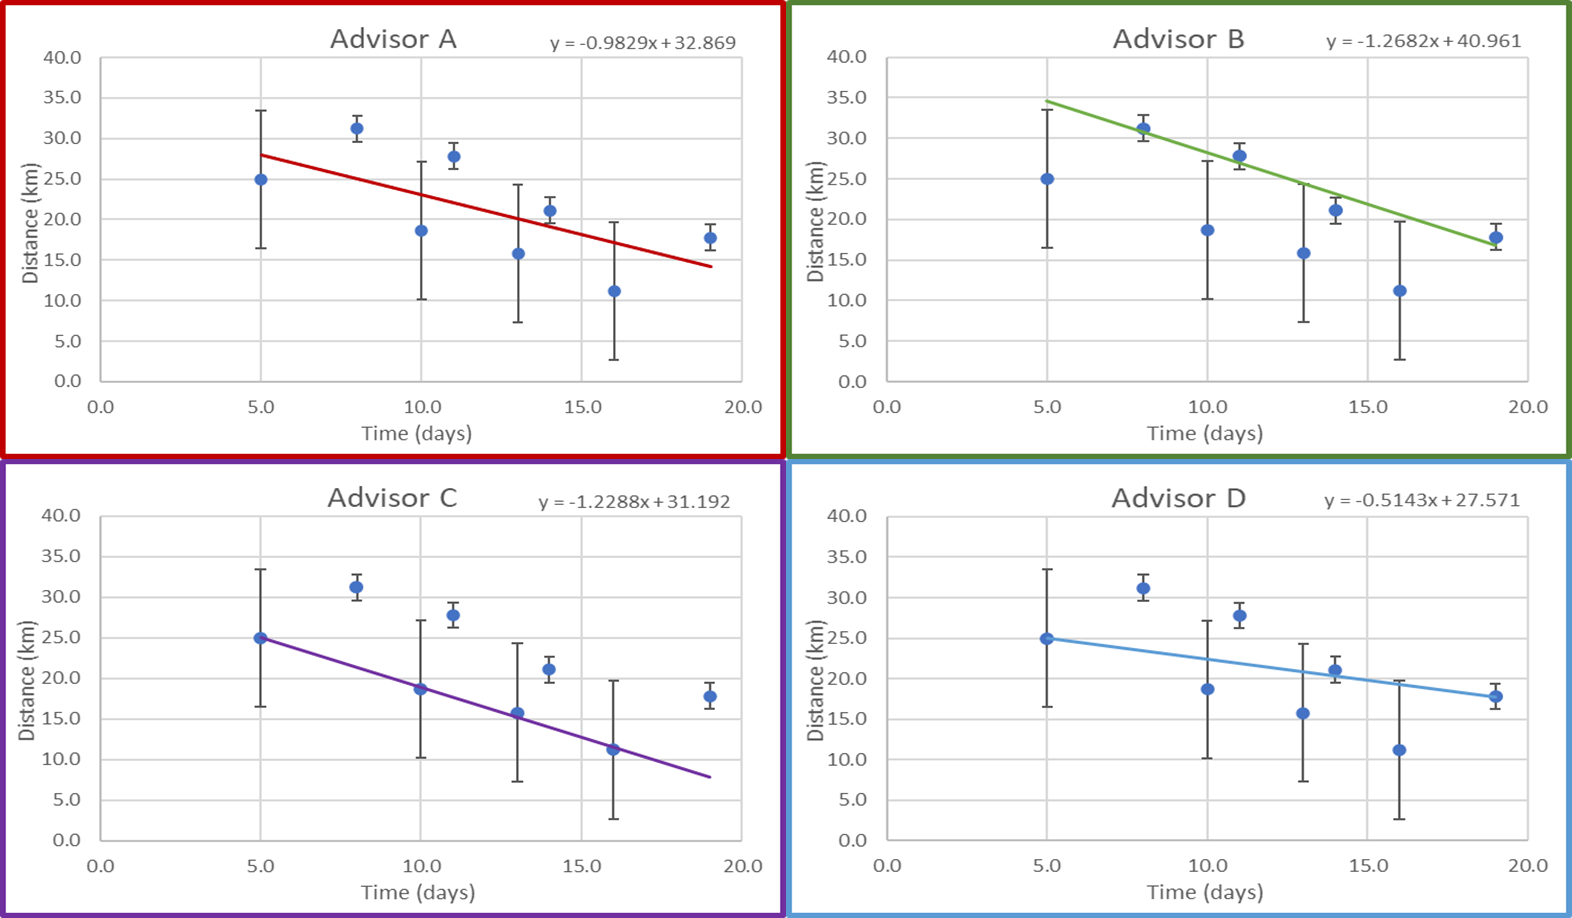 Advisor A
y = -0.9829x + 32.869
40.0
35.0
30.0
25.0
20.0
15.0
10.0
5.0
0.0
Distance (km)
0.0 5.0 10.0 15.0 20.0
Time (days)
Advisor B
y = -1.2682x + 40.961
40.0
35.0
30.0
25.0
20.0
15.0
10.0
5.0
0.0
Distance (km)
0.0 5.0 10.0 15.0 20.0
Time (days)
Advisor C
y = -1.2288x + 31.192
40.0
35.0
30.0
25.0
20.0
15.0
10.0
5.0
0.0
Distance (km)
0.0 5.0 10.0 15.0 20.0
Time (days)
Advisor D
y = -0.5143x + 27.571
40.0
35.0
30.0
25.0
20.0
15.0
10.0
5.0
0.0
Distance (km)
0.0 5.0 10.0 15.0 20.0
Time (days)